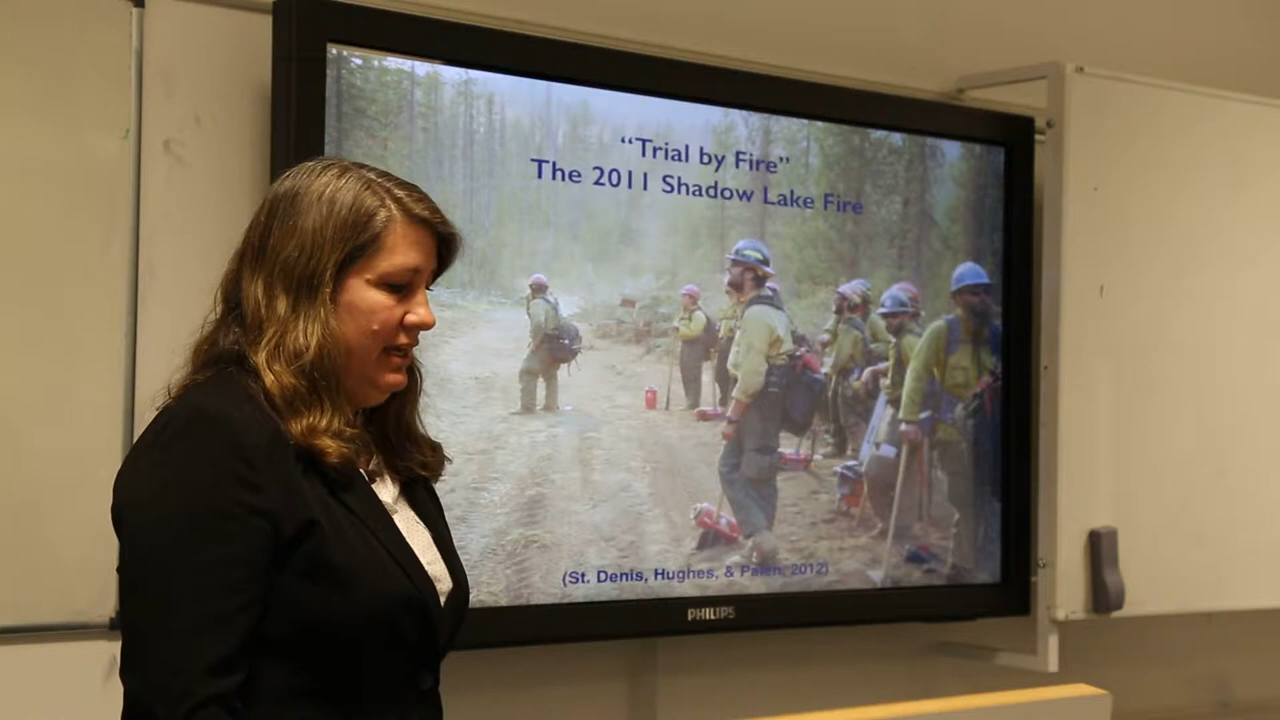 “Trial by Fire”
The 2011 Shadow Lake Fire
(St. Denis, Hughes, & Palen, 2012)
PHILIPS